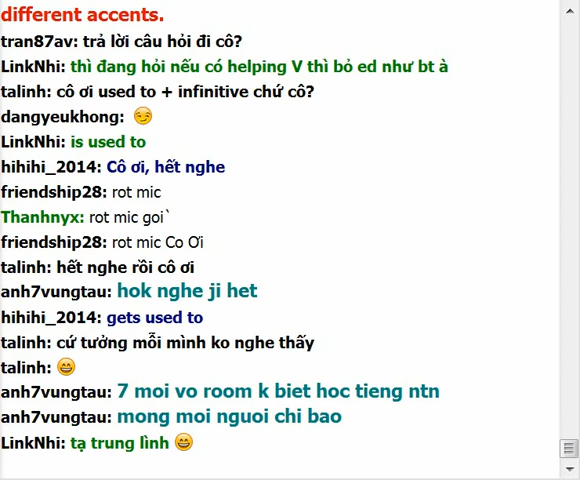 different accents.
tran87av: trả lời câu hỏi đi cô?
LinkNhi: thì đang hỏi nếu có helping V thì bỏ ed như bt à
talinh: cô ơi used to + infinitive chứ cô?
dangyeukhong:
LinkNhi: is used to
hihihi_2014: Cô ơi, hết nghe
friendship28: rot mic
Thanhnyx: rot mic goi`
friendship28: rot mic Co Ơi
talinh: hết nghe rồi cô ơi
anh7vungtau: hok nghe ji het
hihihi_2014: gets used to
talinh: cứ tưởng mỗi mình ko nghe thấy
talinh:
anh7vungtau: 7 moi vo room k biet hoc tieng ntn
anh7vungtau: mong moi nguoi chi bao
LinkNhi: tạ trung lình